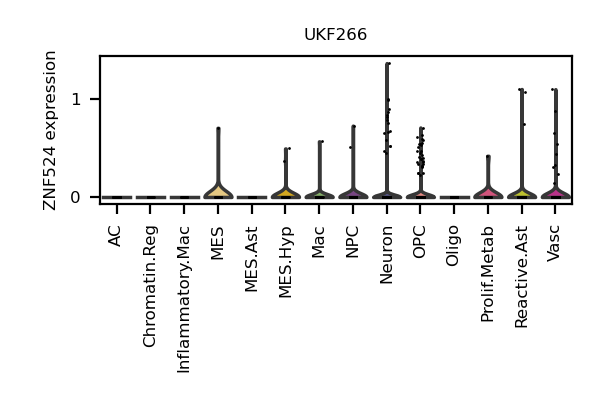 UKF266
ZNF524 expression
1
0
AC
Chromatin.Reg
Inflammatory.Mac
MES
MES.Ast
MES.Hyp
Mac
NPC
Neuron
OPC
Oligo
Prolif.Metab
Reactive.Ast
Vasc